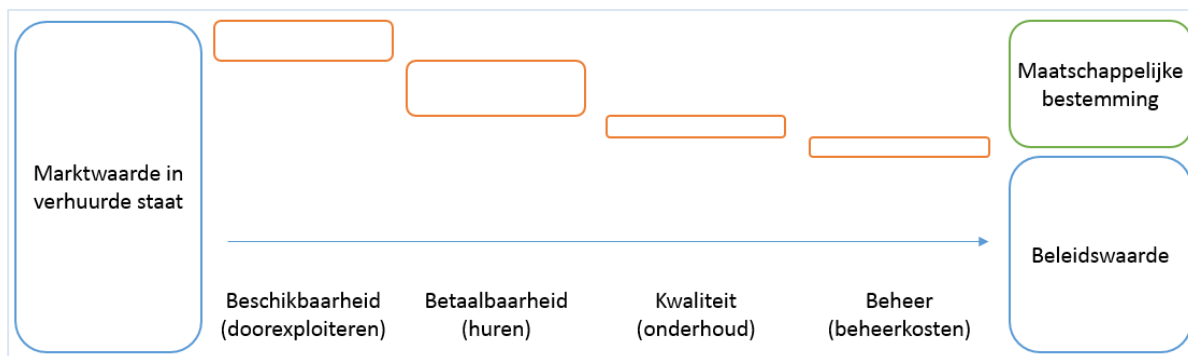 Marktwaarde in
verhuurde staat
Beschikbaarheid
(doorexploiteren)
Betaalbaarheid
(huren)
Kwaliteit
(onderhoud)
Beheer
(beheerkosten)
Maatschappelijke
bestemming
Beleidswaarde